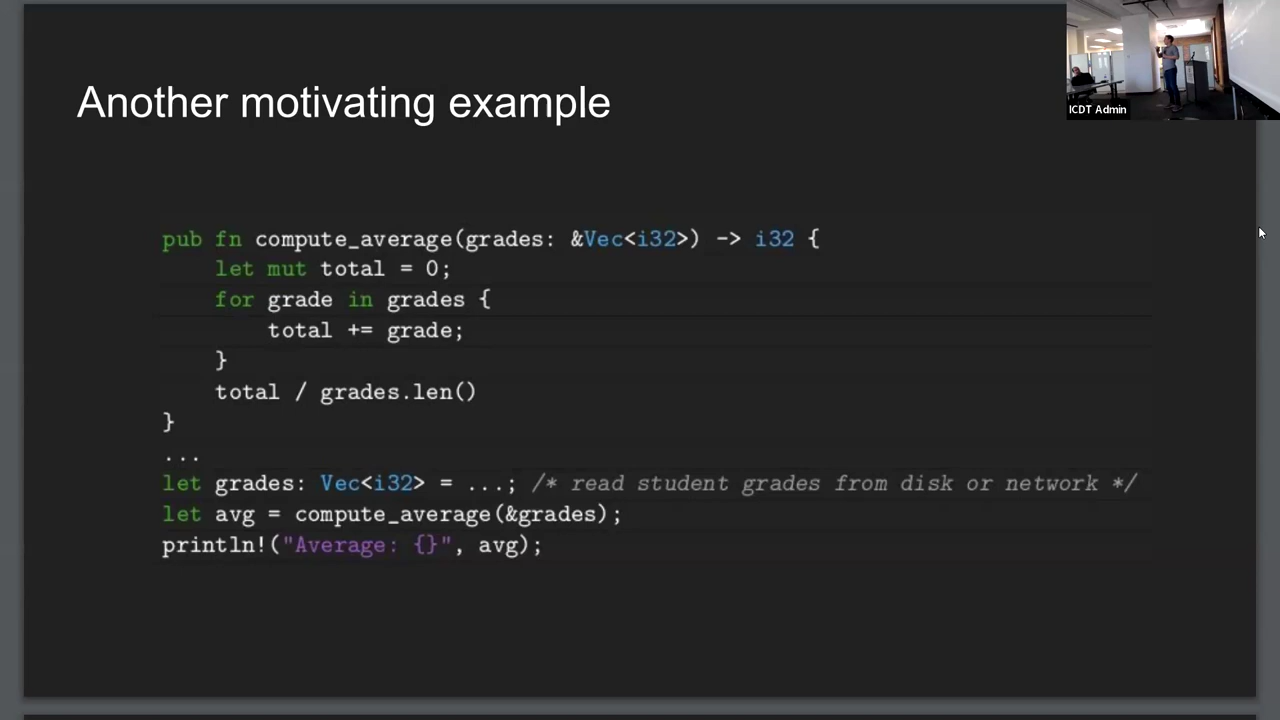 Another motivating example
ICDT Admin
pub fn compute_average(grades: &Vec<i32>) -> i32 {
    let mut total = 0;
    for grade in grades {
        total += grade;
    }
    total / grades.len()
}
...
let grades: Vec<i32> = ...; /* read student grades from disk or network */
let avg = compute_average(&grades);
println!("Average: {}", avg);